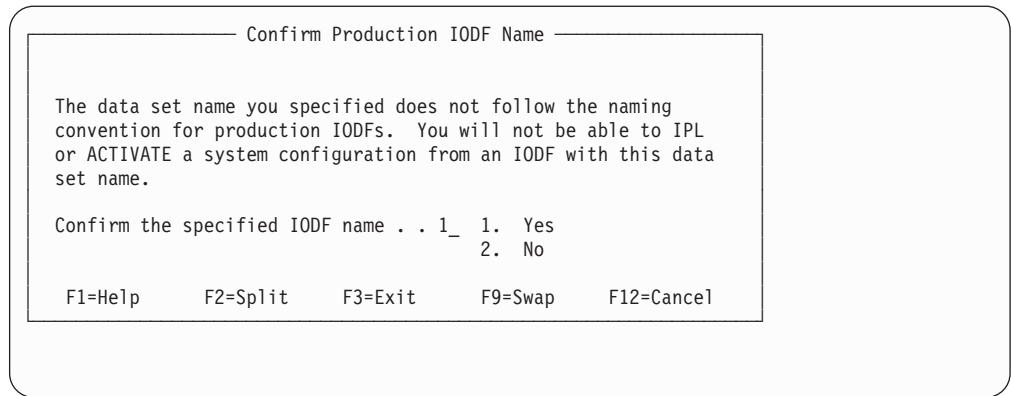 Confirm Production IODF Name
The data set name you specified does not follow the naming
convention for production IODFs. You will not be able to IPL
or ACTIVATE a system configuration from an IODF with this data
set name.
Confirm the specified IODF name . . 1_ 1. Yes
2. No
F1=Help F2=Split F3=Exit F9=Swap F12=Cancel